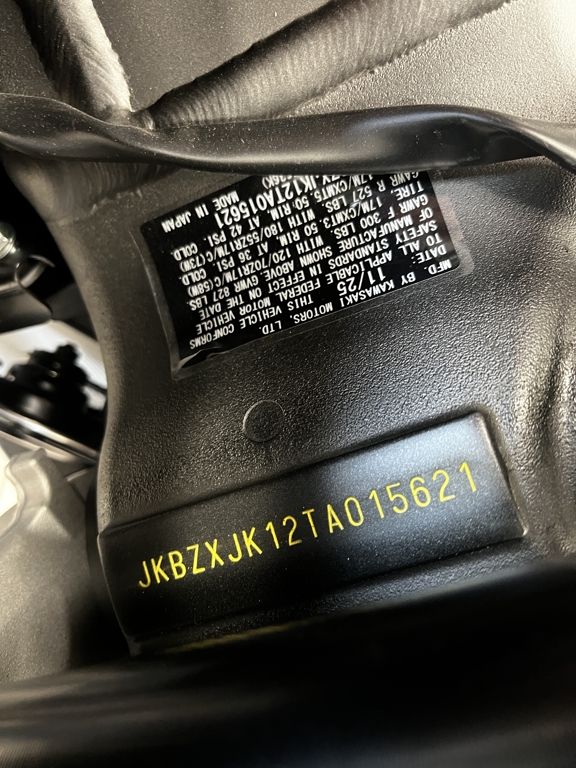 MFD. BY KAWASAKI MOTORS, LTD.
DATE: 11/25 THIS VEHICLE CONFORMS
TO ALL APPLICABLE FEDERAL MOTOR VEHICLE
SAFETY STANDARDS IN EFFECT ON THE DATE
OF MANUFACTURE SHOWN ABOVE GVWR 827 LBS.
GAWR F 300 LBS WITH 120/70ZR17M/C(58W)
TIRE, 17M/CXMT3.50 RIM, AT 36 PSI. COLD
GAWR R 527 LBS. WITH 180/55ZR17M/C(73W)
17M/CXMT5.50 RIM, AT 42 PSI. COLD
JK12TA015621 MADE IN JAPAN
JKBZXJK12TA015621